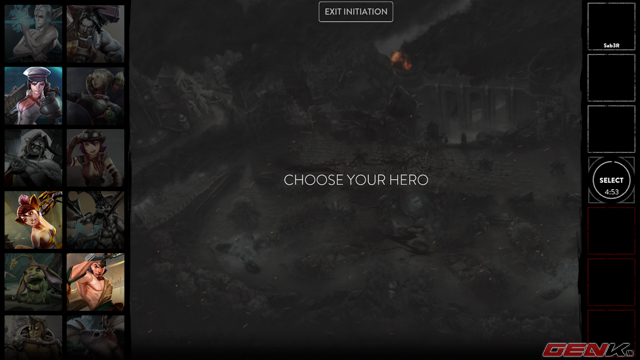 EXIT INITIATION
Sab3R
CHOOSE YOUR HERO
SELECT
4:53
GENK